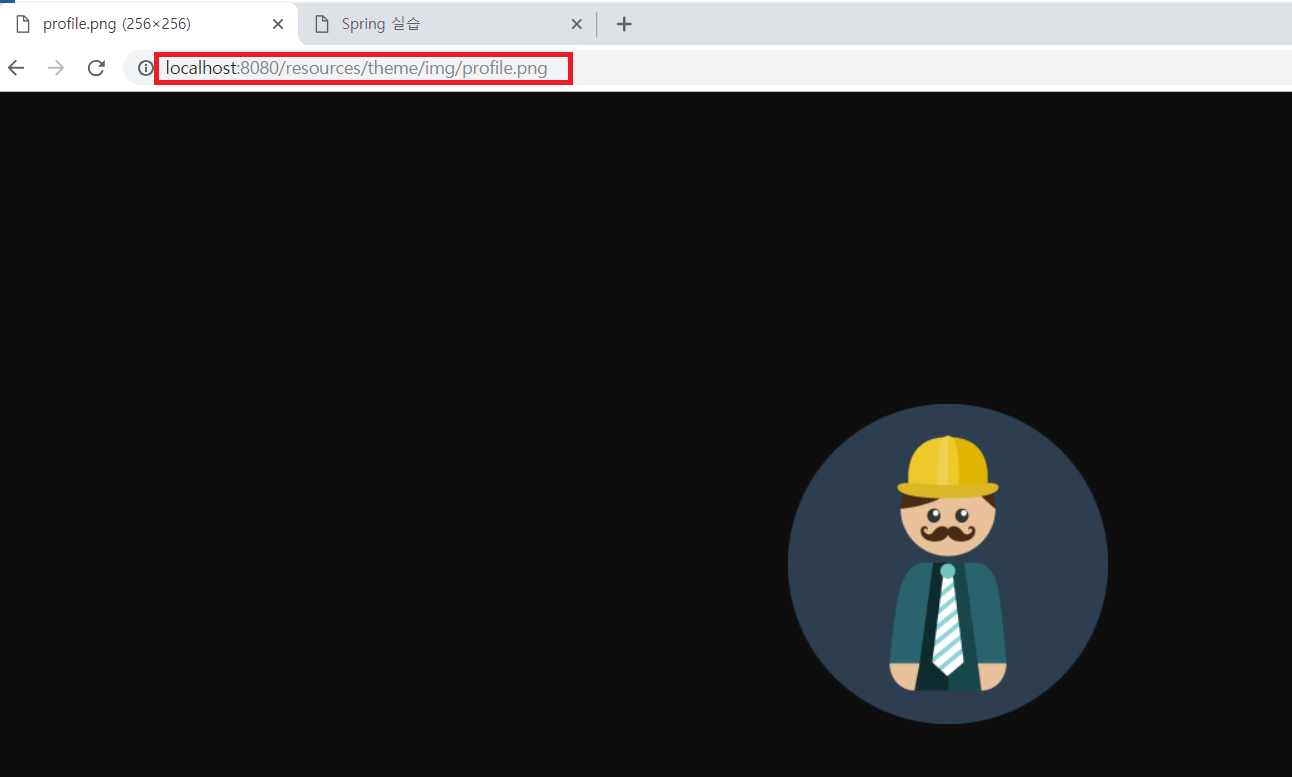 profile.png (256×256)
Spring 실습
localhost:8080/resources/theme/img/profile.png